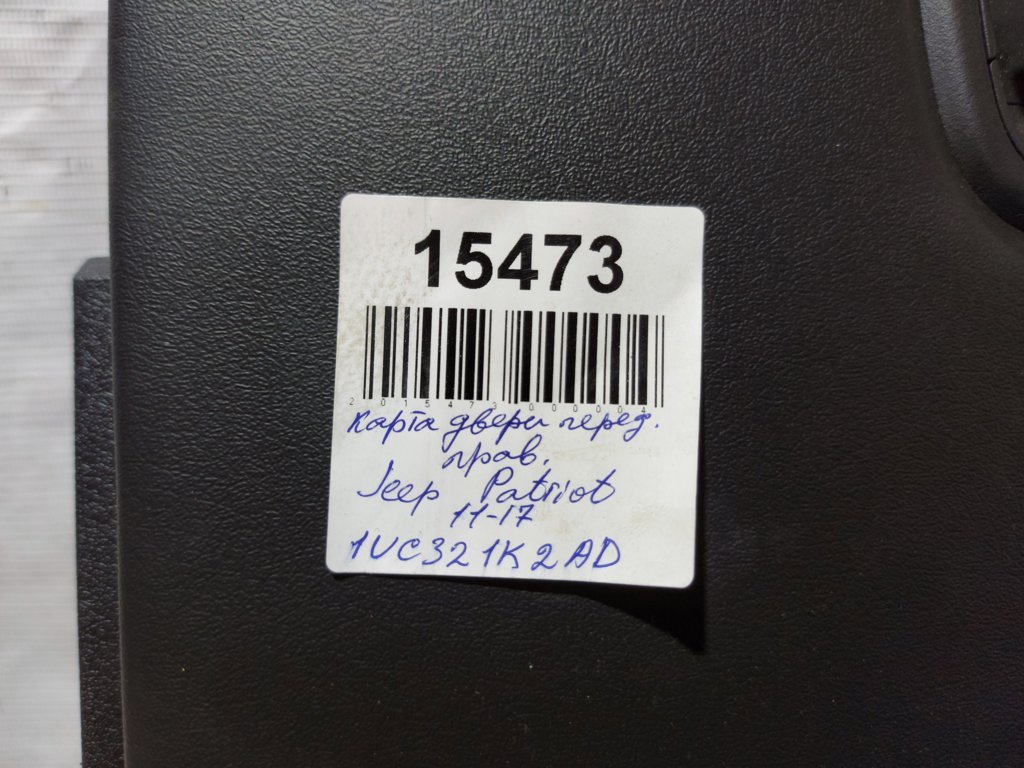 15473
2015473000004
Карта двери перед.
прав.
Jeep Patriot
11-17
1UC321K2AD